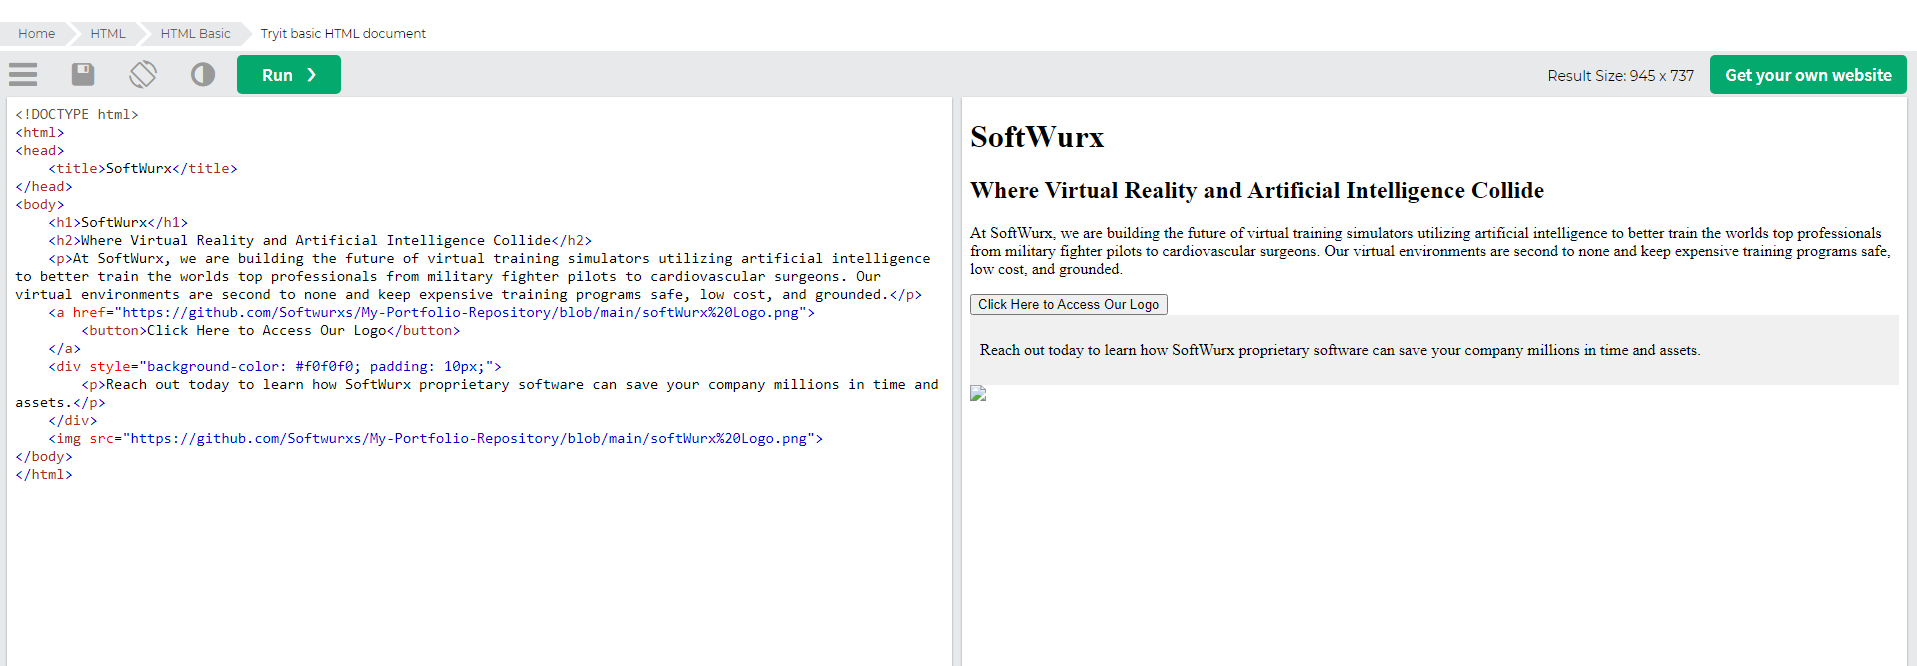 Home HTML HTML Basic Tryit basic HTML document
Run ❯ Result Size: 945 x 737 Get your own website
<!DOCTYPE html>
<html>
<head>
    <title>SoftWurx</title>
</head>
<body>
    <h1>SoftWurx</h1>
    <h2>Where Virtual Reality and Artificial Intelligence Collide</h2>
    <p>At SoftWurx, we are building the future of virtual training simulators utilizing artificial intelligence
to better train the worlds top professionals from military fighter pilots to cardiovascular surgeons. Our
virtual environments are second to none and keep expensive training programs safe, low cost, and grounded.</p>
    <a href="https://github.com/Softwurxs/My-Portfolio-Repository/blob/main/softWurx%20Logo.png">
        <button>Click Here to Access Our Logo</button>
    </a>
    <div style="background-color: #f0f0f0; padding: 10px;">
        <p>Reach out today to learn how SoftWurx proprietary software can save your company millions in time and
assets.</p>
    </div>
    <img src="https://github.com/Softwurxs/My-Portfolio-Repository/blob/main/softWurx%20Logo.png">
</body>
</html>
SoftWurx
Where Virtual Reality and Artificial Intelligence Collide
At SoftWurx, we are building the future of virtual training simulators utilizing artificial intelligence to better train the worlds top professionals
from military fighter pilots to cardiovascular surgeons. Our virtual environments are second to none and keep expensive training programs safe,
low cost, and grounded.
Click Here to Access Our Logo
Reach out today to learn how SoftWurx proprietary software can save your company millions in time and assets.